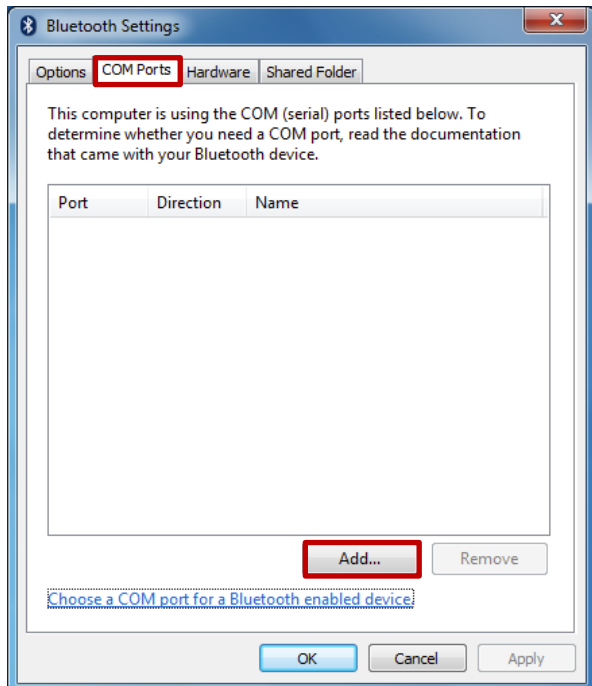 Bluetooth Settings
Options COM Ports Hardware Shared Folder
This computer is using the COM (serial) ports listed below. To
determine whether you need a COM port, read the documentation
that came with your Bluetooth device.
Port Direction Name
Add... Remove
Choose a COM port for a Bluetooth enabled device.
OK Cancel Apply